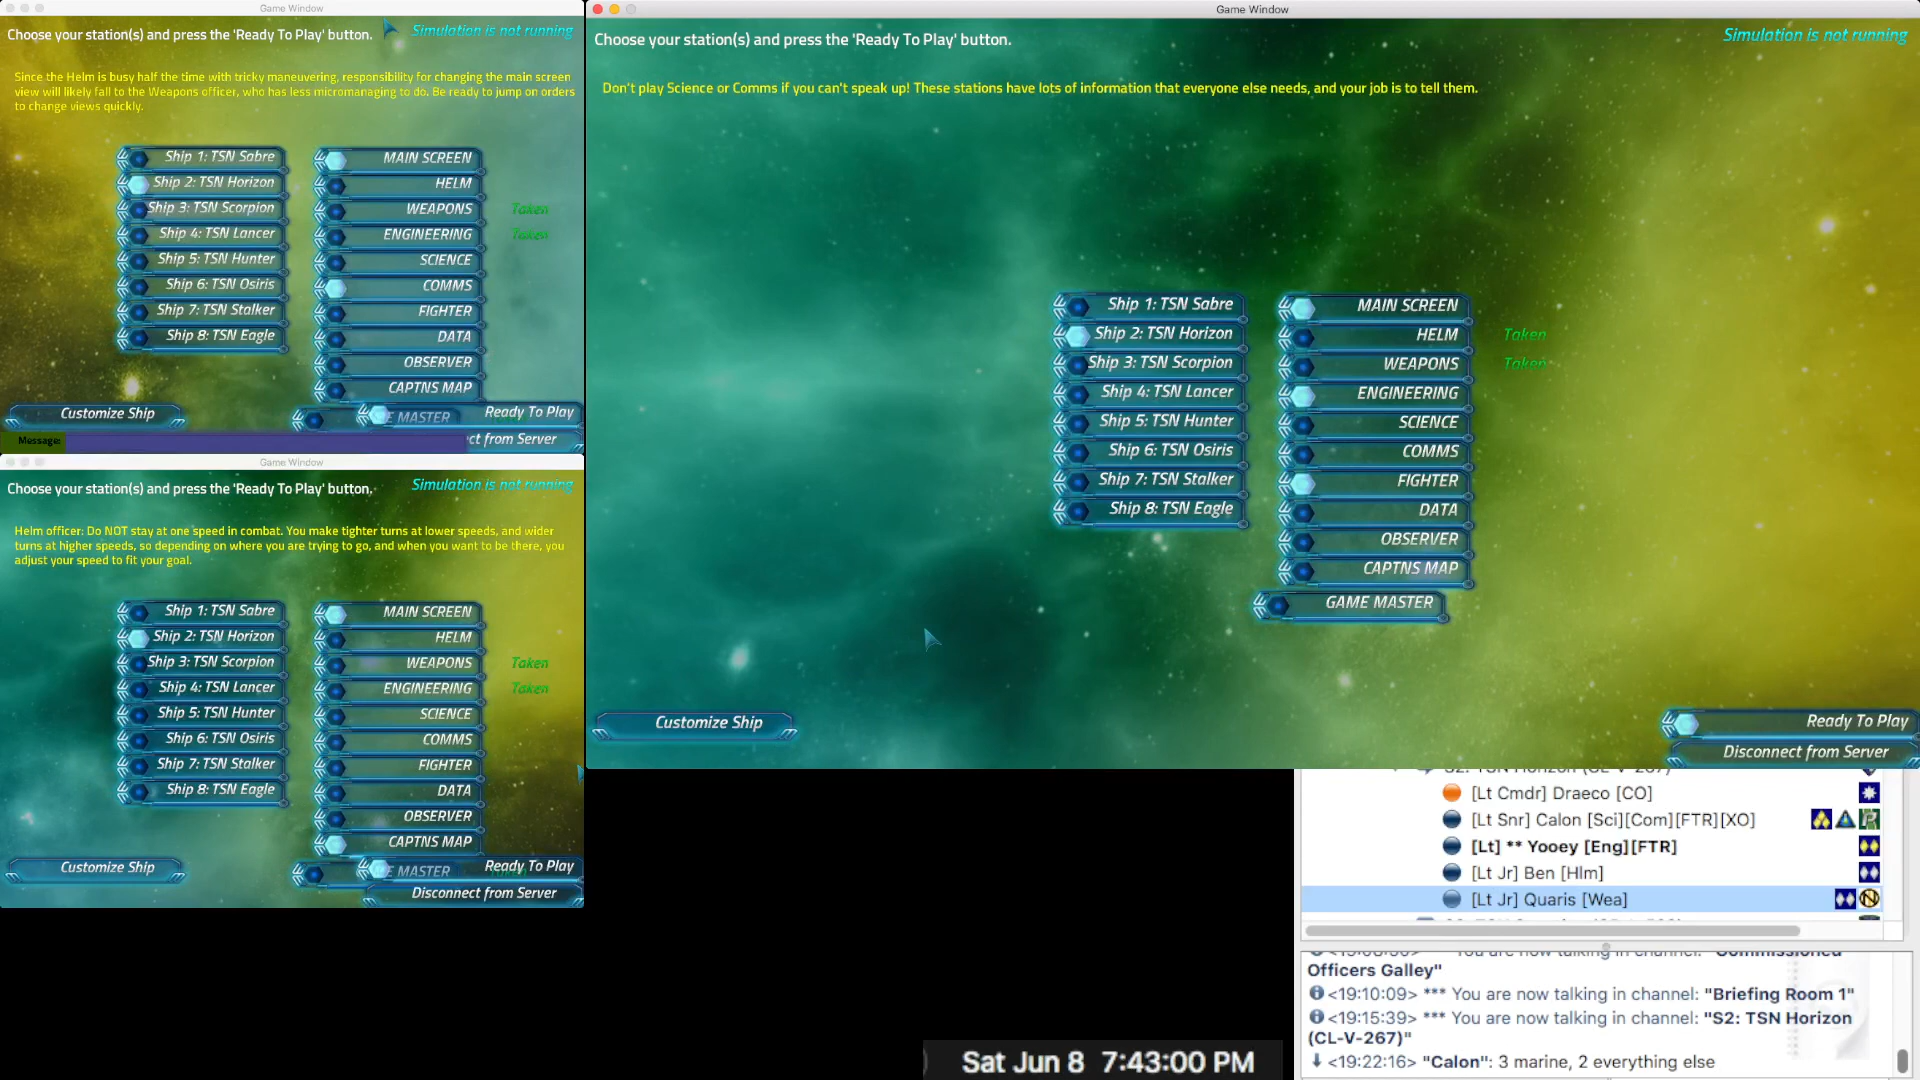 Game Window
Choose your station(s) and press the 'Ready To Play' button.
Simulation is not running
Since the Helm is busy half the time with tricky maneuvering, responsibility for changing the main screen
view will likely fall to the Weapons officer, who has less micromanaging to do. Be ready to jump on orders
to change views quickly.
Ship 1: TSN Sabre
Ship 2: TSN Horizon
Ship 3: TSN Scorpion
Ship 4: TSN Lancer
Ship 5: TSN Hunter
Ship 6: TSN Osiris
Ship 7: TSN Stalker
Ship 8: TSN Eagle
MAIN SCREEN
HELM
WEAPONS Taken
ENGINEERING Taken
SCIENCE
COMMS
FIGHTER
DATA
OBSERVER
CAPTNS MAP
Customize Ship
E MASTER
Ready To Play
Message:
ct from Server
Game Window
Choose your station(s) and press the 'Ready To Play' button.
Simulation is not running
Helm officer: Do NOT stay at one speed in combat. You make tighter turns at lower speeds, and wider
turns at higher speeds, so depending on where you are trying to go, and when you want to be there, you
adjust your speed to fit your goal.
Ship 1: TSN Sabre
Ship 2: TSN Horizon
Ship 3: TSN Scorpion
Ship 4: TSN Lancer
Ship 5: TSN Hunter
Ship 6: TSN Osiris
Ship 7: TSN Stalker
Ship 8: TSN Eagle
MAIN SCREEN
HELM
WEAPONS Taken
ENGINEERING Taken
SCIENCE
COMMS
FIGHTER
DATA
OBSERVER
CAPTNS MAP
Customize Ship
E MASTER
Ready To Play
Disconnect from Server
Game Window
Choose your station(s) and press the 'Ready To Play' button.
Simulation is not running
Don't play Science or Comms if you can't speak up! These stations have lots of information that everyone else needs, and your job is to tell them.
Ship 1: TSN Sabre
Ship 2: TSN Horizon
Ship 3: TSN Scorpion
Ship 4: TSN Lancer
Ship 5: TSN Hunter
Ship 6: TSN Osiris
Ship 7: TSN Stalker
Ship 8: TSN Eagle
MAIN SCREEN
HELM Taken
WEAPONS Taken
ENGINEERING
SCIENCE
COMMS
FIGHTER
DATA
OBSERVER
CAPTNS MAP
GAME MASTER
Customize Ship
Ready To Play
Disconnect from Server
S2: TSN Horizon (CL-V-267)
[Lt Cmdr] Draeco [CO]
[Lt Snr] Calon [Sci][Com][FTR][XO]
[Lt] ** Yooey [Eng][FTR]
[Lt Jr] Ben [Hlm]
[Lt Jr] Quaris [Wea]
You are now talking in channel: "Commissioned
Officers Galley"
<19:10:09> *** You are now talking in channel: "Briefing Room 1"
<19:15:39> *** You are now talking in channel: "S2: TSN Horizon
(CL-V-267)"
<19:22:16> "Calon": 3 marine, 2 everything else
Sat Jun 8 7:43:00 PM